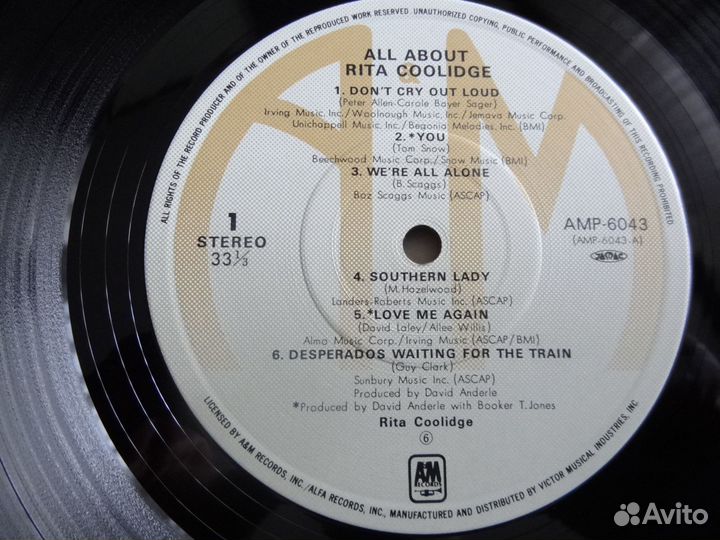 ALL RIGHTS OF THE RECORD PRODUCER AND OF THE OWNER OF THE RECORDED WORK RESERVED. UNAUTHORIZED COPYING, PUBLIC PERFORMANCE AND BROADCASTING OF THIS RECORDING PROHIBITED
ALL ABOUT
RITA COOLIDGE
1. DON'T CRY OUT LOUD
(Peter Allen-Carole Bayer Sager)
Irving Music, Inc./Woolnough Music, Inc./Jemava Music Corp.
Unichappell Music/Begonia Melodies, Inc. (BMI)
2. *YOU
(Tom Snow)
Beechwood Music Corp./Snow Music (BMI)
3. WE'RE ALL ALONE
(B. Scaggs)
Boz Scaggs Music (ASCAP)
1
STEREO
33⅓
AMP-6043
(AMP-6043-A)
JASRAC
4. SOUTHERN LADY
(M. Hazelwood)
Landers-Roberts Music Inc. (ASCAP)
5. *LOVE ME AGAIN
(David Laley/Allee Willis)
Almo Music Corp./Irving Music (ASCAP/BMI)
6. DESPERADOS WAITING FOR THE TRAIN
(Guy Clark)
Sunbury Music Inc. (ASCAP)
Produced by David Anderle
*Produced by David Anderle with Booker T. Jones
Rita Coolidge
⑥
A&M
RECORDS
LICENSED BY A&M RECORDS, INC./ALFA RECORDS, INC., MANUFACTURED AND DISTRIBUTED BY VICTOR MUSICAL INDUSTRIES, INC.
Avito